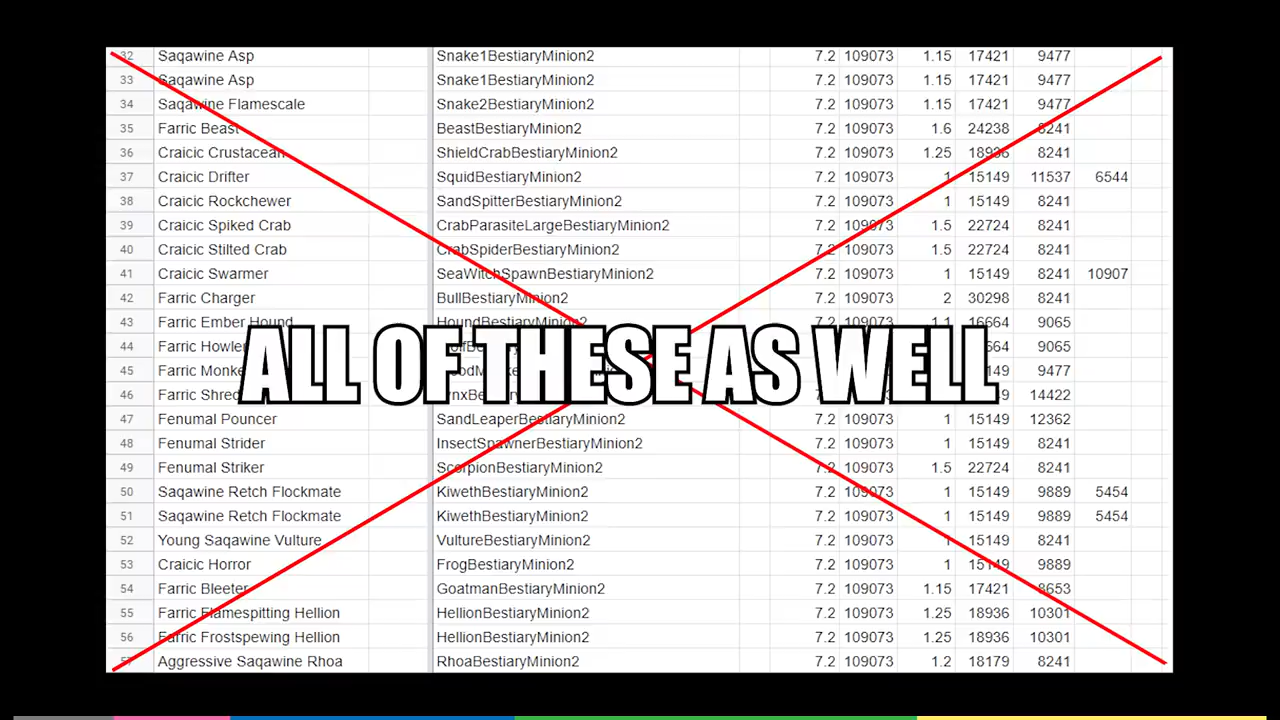 32 Saqawine Asp Snake1BestiaryMinion2 7.2 109073 1.15 17421 9477
33 Saqawine Asp Snake1BestiaryMinion2 7.2 109073 1.15 17421 9477
34 Saqawine Flamescale Snake2BestiaryMinion2 7.2 109073 1.15 17421 9477
35 Farric Beast BeastBestiaryMinion2 7.2 109073 1.6 24238 8241
36 Craicic Crustacean ShieldCrabBestiaryMinion2 7.2 109073 1.25 18936 8241
37 Craicic Drifter SquidBestiaryMinion2 7.2 109073 1 15149 11537 6544
38 Craicic Rockchewer SandSpitterBestiaryMinion2 7.2 109073 1 15149 8241
39 Craicic Spiked Crab CrabParasiteLargeBestiaryMinion2 7.2 109073 1.5 22724 8241
40 Craicic Stilted Crab CrabSpiderBestiaryMinion2 7.2 109073 1.5 22724 8241
41 Craicic Swarmer SeaWitchSpawnBestiaryMinion2 7.2 109073 1 15149 8241 10907
42 Farric Charger BullBestiaryMinion2 7.2 109073 2 30298 8241
43 Farric Ember Hound HoundBestiaryMinion2 7.2 109073 1.1 16664 9065
44 Farric 9065
45 Farric 9477
ALL OF THESE AS WELL
46 Farric 14422
47 Fenumal Pouncer SandLeaperBestiaryMinion2 7.2 109073 1 15149 12362
48 Fenumal Strider InsectSpawnerBestiaryMinion2 7.2 109073 1 15149 8241
49 Fenumal Striker ScorpionBestiaryMinion2 7.2 109073 1.5 22724 8241
50 Saqawine Retch Flockmate KiwethBestiaryMinion2 7.2 109073 1 15149 9889 5454
51 Saqawine Retch Flockmate KiwethBestiaryMinion2 7.2 109073 1 15149 9889 5454
52 Young Saqawine Vulture VultureBestiaryMinion2 7.2 109073 1 15149 8241
53 Craicic Horror FrogBestiaryMinion2 7.2 109073 1 15149 9889
54 Farric Bleeter GoatmanBestiaryMinion2 7.2 109073 1.15 17421 8653
55 Farric Flamespitting Hellion HellionBestiaryMinion2 7.2 109073 1.25 18936 10301
56 Farric Frostspewing Hellion HellionBestiaryMinion2 7.2 109073 1.25 18936 10301
57 Aggressive Saqawine Rhoa RhoaBestiaryMinion2 7.2 109073 1.2 18179 8241